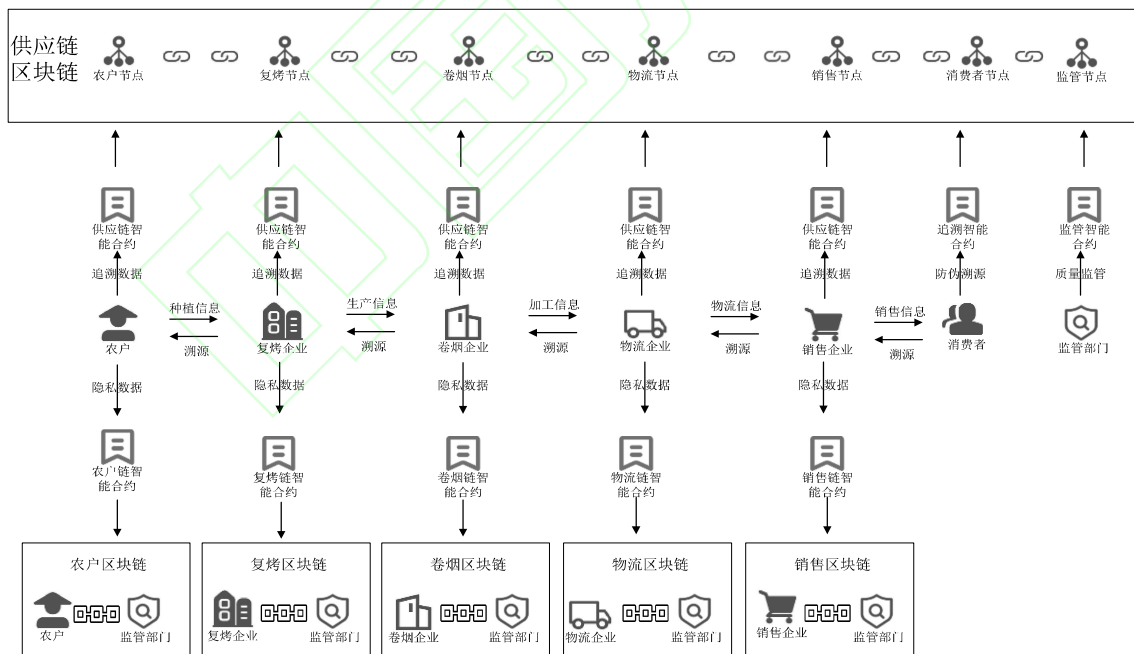 供应链
区块链
农户节点
复烤节点
卷烟节点
物流节点
销售节点
消费者节点
监管节点
供应链智
能合约
供应链智
能合约
供应链智
能合约
供应链智
能合约
供应链智
能合约
追溯智能
合约
监管智能
合约
追溯数据
追溯数据
追溯数据
追溯数据
追溯数据
防伪溯源
质量监管
种植信息
生产信息
加工信息
物流信息
销售信息
溯源
溯源
溯源
溯源
溯源
农户
复烤企业
卷烟企业
物流企业
销售企业
消费者
监管部门
隐私数据
隐私数据
隐私数据
隐私数据
隐私数据
农户链智
能合约
复烤链智
能合约
卷烟链智
能合约
物流链智
能合约
销售链智
能合约
农户区块链
复烤区块链
卷烟区块链
物流区块链
销售区块链
农户
监管部门
复烤企业
监管部门
卷烟企业
监管部门
物流企业
监管部门
销售企业
监管部门